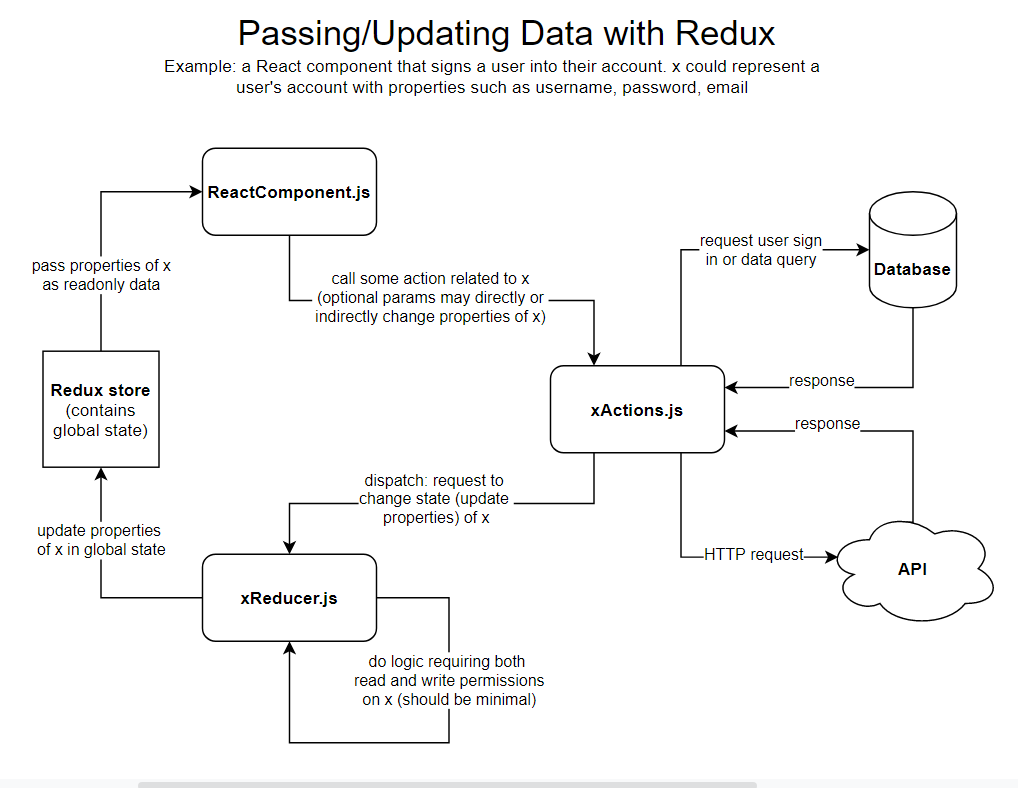 Passing/Updating Data with Redux
Example: a React component that signs a user into their account. x could represent a
user's account with properties such as username, password, email
ReactComponent.js
pass properties of x
as readonly data
call some action related to x
(optional params may directly or
indirectly change properties of x)
request user sign
in or data query
Database
response
Redux store
(contains
global state)
xActions.js
response
dispatch: request to
change state (update
properties) of x
update properties
of x in global state
HTTP request
API
xReducer.js
do logic requiring both
read and write permissions
on x (should be minimal)